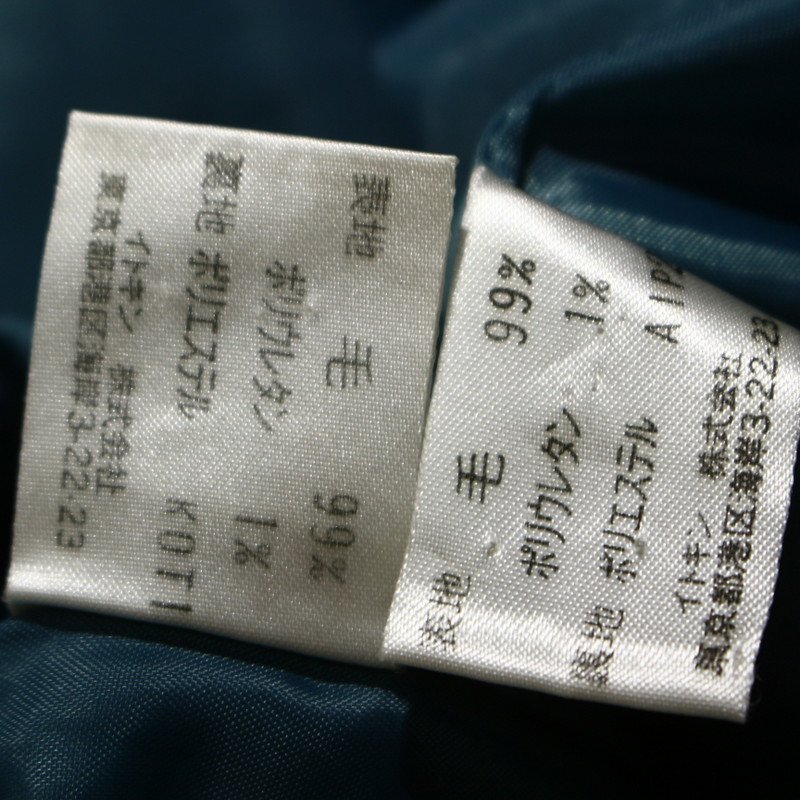 表地 毛 99%
ポリウレタン 1%
裏地 ポリエステル KOTI
イトキン 株式会社
東京都港区海岸3-22-23
表地 毛 99%
ポリウレタン 1%
裏地 ポリエステル
イトキン 株式会社
東京都港区海岸3-22-23